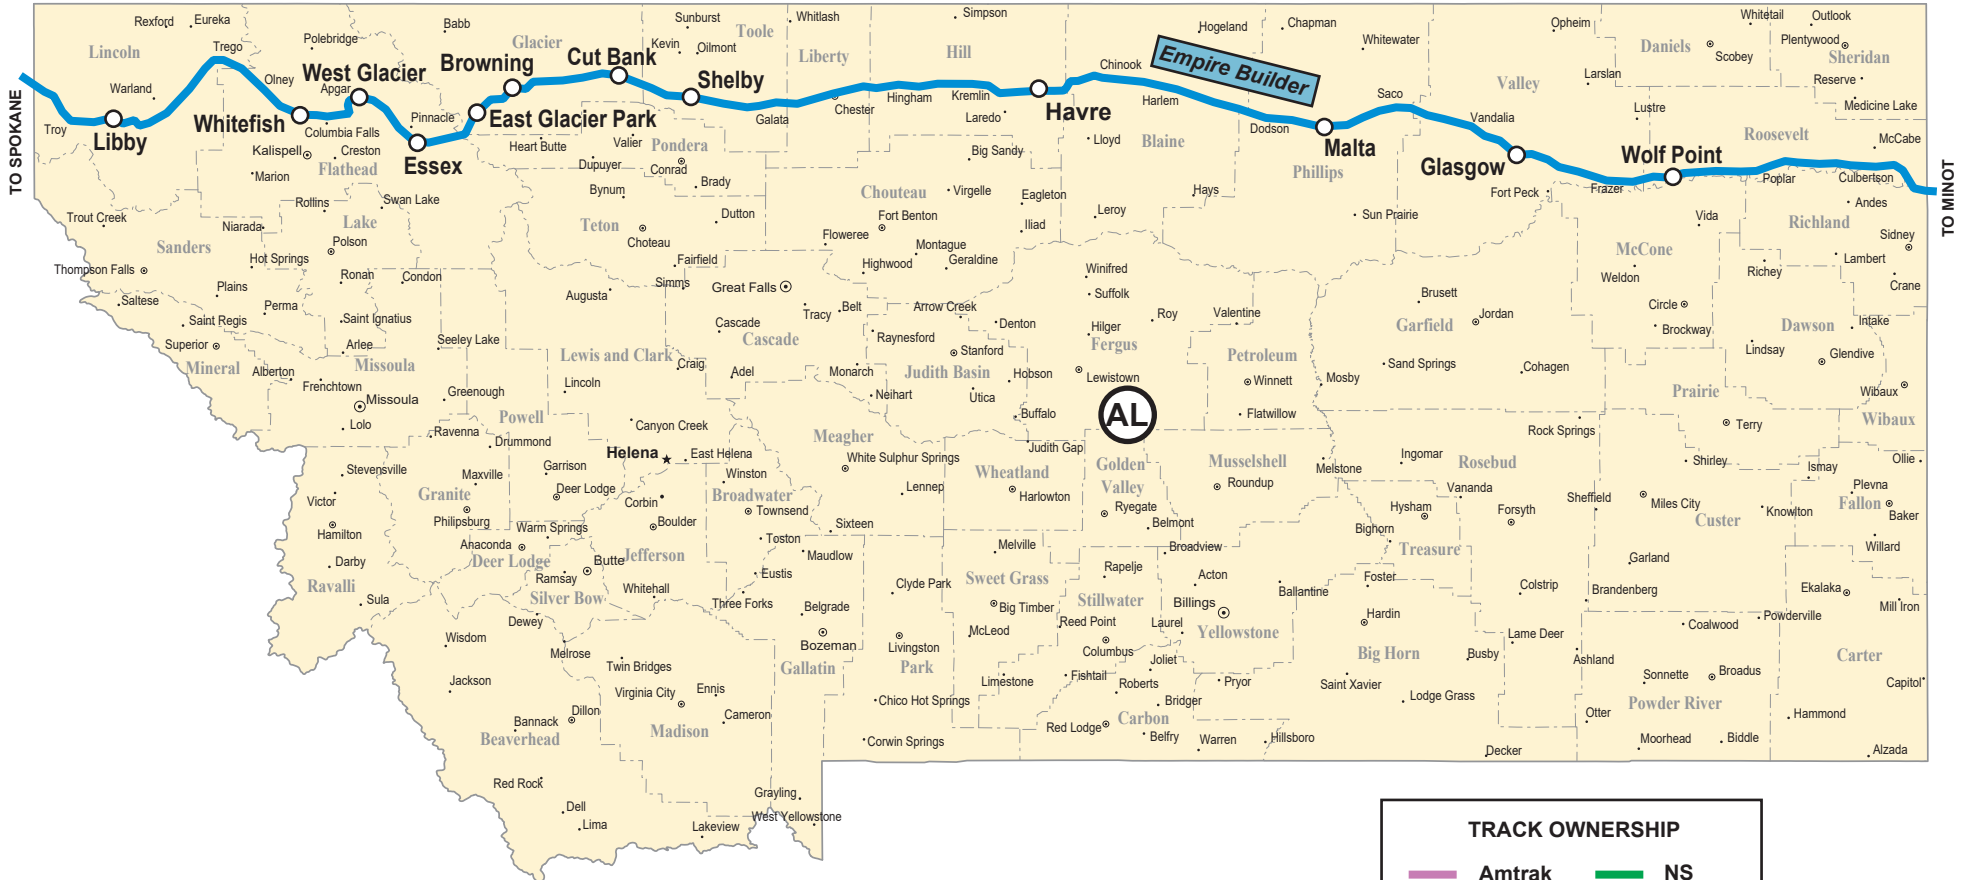 Rexford
Eureka
Babb
Sunburst
Whitlash
Simpson
Hogeland
Chapman
Opheim
Whitetail
Outlook
Lincoln
Trego
Polebridge
Glacier
Kevin
Oilmont
Toole
Liberty
Hill
Whitewater
Daniels
Scobey
Plentywood
Sheridan
Warland
Olney
West Glacier
Apgar
Browning
Cut Bank
Shelby
Chinook
Empire Builder
Valley
Larslan
Reserve
TO SPOKANE
Troy
Libby
Whitefish
Columbia Falls
Pinnacle
East Glacier Park
Galata
Chester
Hingham
Kremlin
Laredo
Havre
Harlem
Dodson
Saco
Vandalia
Lustre
Medicine Lake
Kalispell
Creston
Flathead
Marion
Essex
Heart Butte
Valier
Pondera
Dupuyer
Conrad
Big Sandy
Lloyd
Blaine
Malta
Phillips
Glasgow
Wolf Point
Roosevelt
McCabe
TO MINOT
Rollins
Swan Lake
Bynum
Brady
Chouteau
Virgelle
Eagleton
Hays
Fort Peck
Frazer
Poplar
Culbertson
Andes
Trout Creek
Niarada
Lake
Teton
Dutton
Fort Benton
Iliad
Leroy
Sun Prairie
Vida
Richland
Sanders
Polson
Choteau
Floweree
Montague
McCone
Sidney
Thompson Falls
Hot Springs
Ronan
Condon
Fairfield
Highwood
Geraldine
Winifred
Weldon
Richey
Lambert
Crane
Saltese
Plains
Perma
Augusta
Simms
Great Falls
Suffolk
Brusett
Circle
Saint Regis
Saint Ignatius
Cascade
Tracy
Belt
Arrow Creek
Denton
Hilger
Roy
Valentine
Garfield
Jordan
Brockway
Dawson
Intake
Superior
Arlee
Seeley Lake
Cascade
Raynesford
Stanford
Fergus
Petroleum
Lindsay
Glendive
Mineral
Alberton
Missoula
Lewis and Clark
Craig
Adel
Monarch
Judith Basin
Hobson
Lewistown
Winnett
Mosby
Sand Springs
Cohagen
Frenchtown
Missoula
Greenough
Lincoln
Neihart
Utica
AL
Prairie
Wibaux
Lolo
Powell
Buffalo
Flatwillow
Wibaux
Ravenna
Drummond
Canyon Creek
Meagher
Judith Gap
Rock Springs
Terry
Helena
East Helena
White Sulphur Springs
Wheatland
Golden
Valley
Musselshell
Melstone
Ingomar
Rosebud
Shirley
Ismay
Ollie
Stevensville
Maxville
Garrison
Winston
Lennep
Harlowton
Roundup
Vananda
Sheffield
Miles City
Plevna
Victor
Granite
Deer Lodge
Corbin
Broadwater
Townsend
Ryegate
Hysham
Forsyth
Custer
Knowlton
Fallon
Baker
Hamilton
Philipsburg
Warm Springs
Boulder
Sixteen
Belmont
Bighorn
Darby
Anaconda
Deer Lodge
Jefferson
Toston
Maudlow
Melville
Broadview
Treasure
Garland
Willard
Ravalli
Ramsay
Butte
Eustis
Clyde Park
Sweet Grass
Rapelje
Acton
Foster
Colstrip
Brandenberg
Ekalaka
Sula
Silver Bow
Whitehall
Three Forks
Belgrade
Big Timber
Stillwater
Billings
Ballantine
Hardin
Mill Iron
Dewey
Reed Point
Laurel
Yellowstone
Coalwood
Powderville
Wisdom
Melrose
Bozeman
Livingston
McLeod
Columbus
Lame Deer
Twin Bridges
Gallatin
Park
Joliet
Big Horn
Busby
Ashland
Carter
Jackson
Virginia City
Ennis
Limestone
Fishtail
Roberts
Pryor
Saint Xavier
Sonnette
Broadus
Capitol
Bannack
Dillon
Cameron
Chico Hot Springs
Bridger
Lodge Grass
Powder River
Beaverhead
Madison
Red Lodge
Carbon
Belfry
Otter
Hammond
Corwin Springs
Warren
Hillsboro
Decker
Moorhead
Biddle
Alzada
Red Rock
Grayling
Dell
Lima
Lakeview
West Yellowstone
TRACK OWNERSHIP
Amtrak
NS